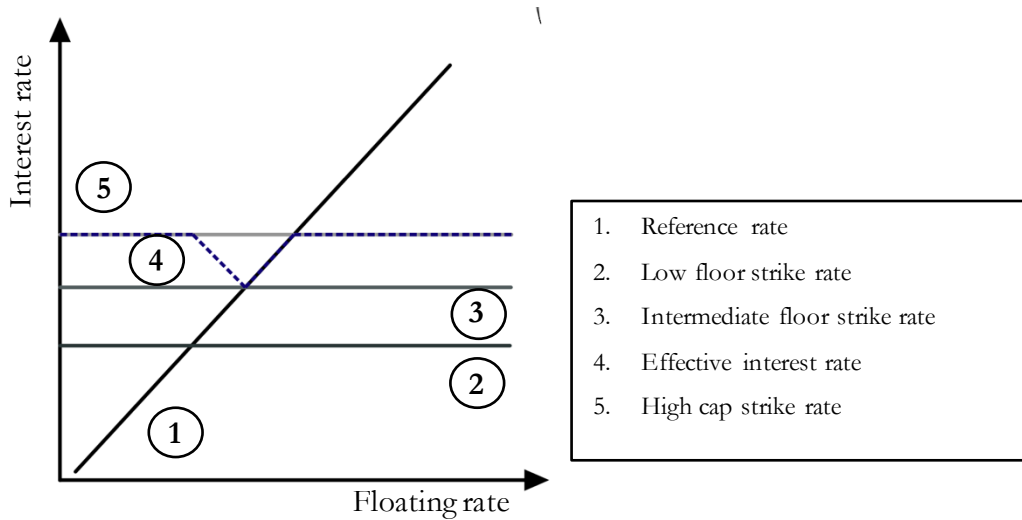 Interest rate
5
4
3
2
1
Floating rate
1. Reference rate
2. Low floor strike rate
3. Intermediate floor strike rate
4. Effective interest rate
5. High cap strike rate